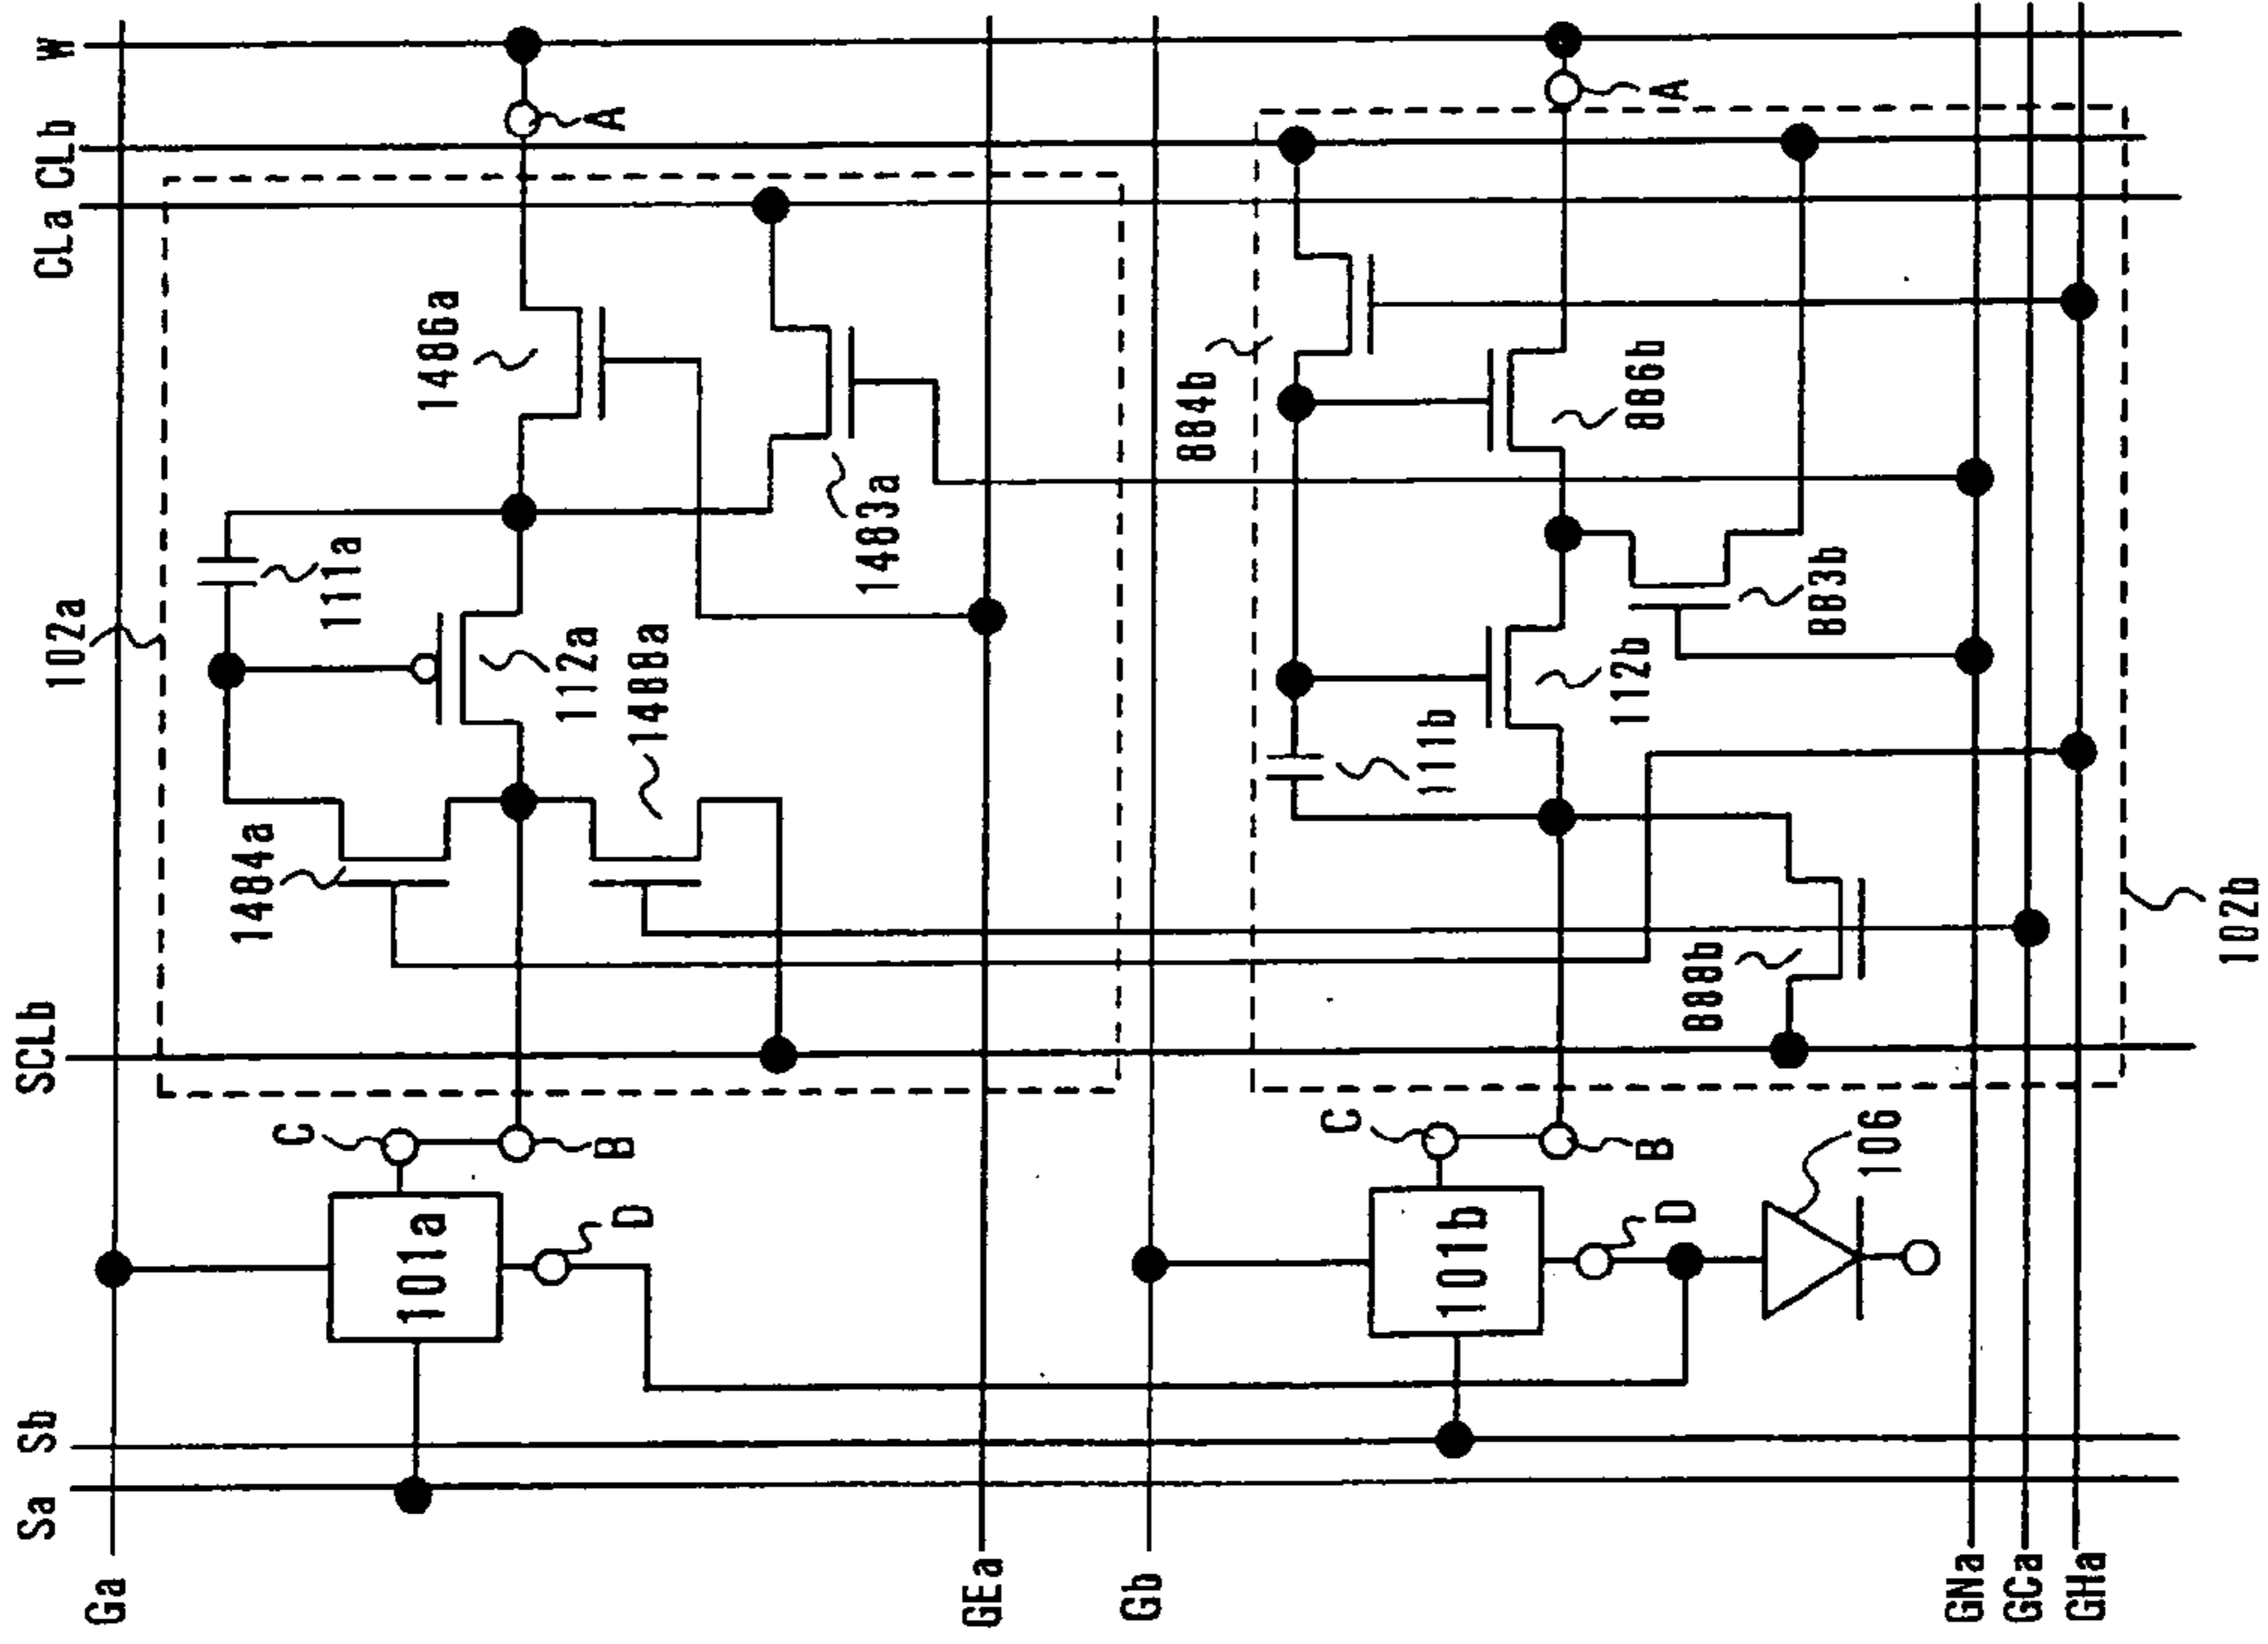 Sa
Sb
SCLb
CLa
CLb
W
Ga
GEa
Gb
GNa
GCa
GHa
102a
101a
C
B
D
A
1484a
1488a
111a
112a
1486a
1483a
102b
101b
C
B
D
A
106
888b
111b
112b
884b
886b
883b